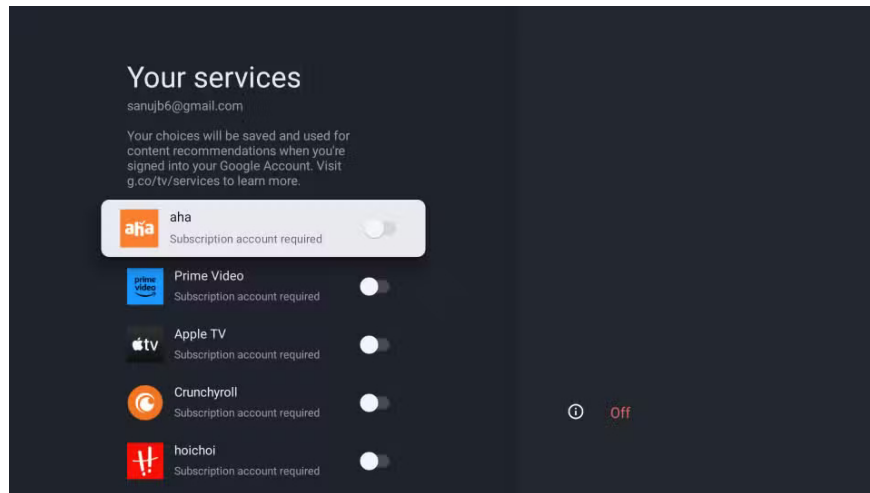 Your services
sanujb6@gmail.com
Your choices will be saved and used for
content recommendations when you're
signed into your Google Account. Visit
g.co/tv/services to learn more.
aha
aha
Subscription account required
prime
video
Prime Video
Subscription account required
tv
Apple TV
Subscription account required
Crunchyroll
Subscription account required
hoichoi
Subscription account required
Off